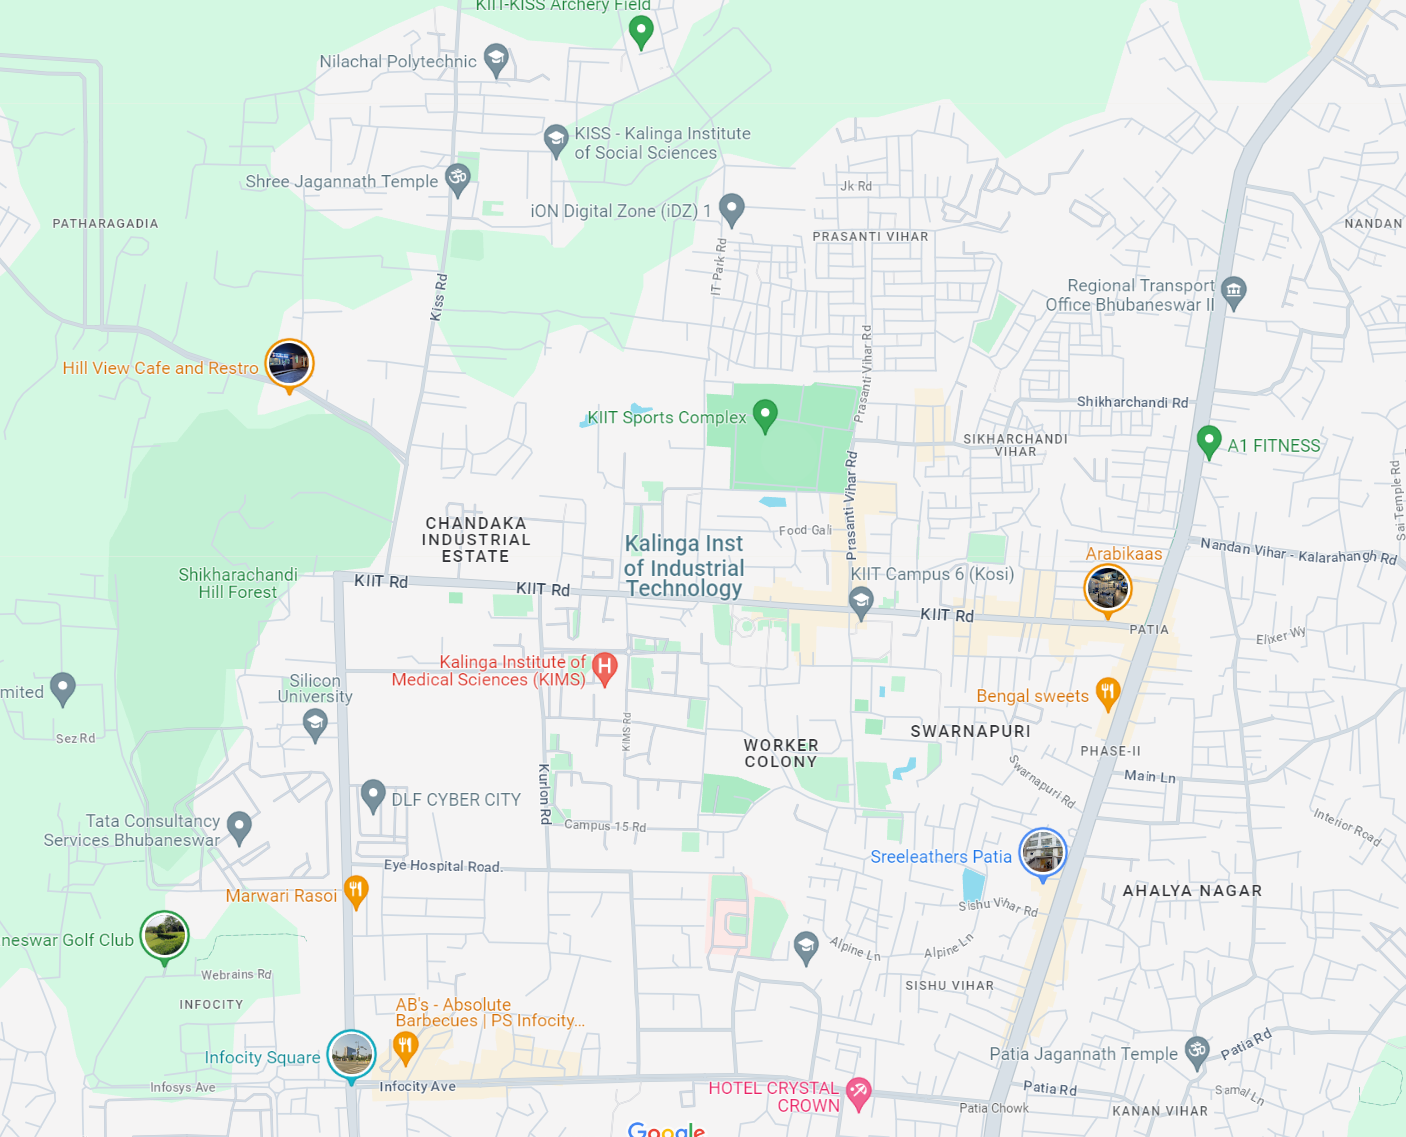 KIIT-KISS Archery Field
Nilachal Polytechnic
KISS - Kalinga Institute
of Social Sciences
Shree Jagannath Temple
Jk Rd
iON Digital Zone (iDZ) 1
PATHARAGADIA
PRASANTI VIHAR
NANDAN
IT Park Rd
Kiss Rd
Regional Transport
Office Bhubaneswar II
Hill View Cafe and Restro
Prasanti Vihar Rd
Shikharchandi Rd
KIIT Sports Complex
SIKHARCHANDI
VIHAR
A1 FITNESS
Prasanti Vihar Rd
Sai Temple Rd
CHANDAKA
INDUSTRIAL
ESTATE
Food Gali
Kalinga Inst
of Industrial
Technology
Nandan Vihar - Kalarahangh Rd
Arabikaas
Shikharachandi
Hill Forest
KIIT Rd
KIIT Rd
KIIT Campus 6 (Kosi)
KIIT Rd
PATIA
Elixer Wy
Kalinga Institute of
Medical Sciences (KIMS)
Silicon
University
mited
Bengal sweets
Sez Rd
KIMS Rd
WORKER
COLONY
SWARNAPURI
PHASE-II
Swarnapuri Rd
Main Ln
Kurlon Rd
DLF CYBER CITY
Tata Consultancy
Services Bhubaneswar
Campus 15 Rd
Interior Road
Eye Hospital Road.
Sreeleathers Patia
Marwari Rasoi
AHALYA NAGAR
Sishu Vihar Rd
neswar Golf Club
Alpine Ln
Alpine Ln
Webrains Rd
SISHU VIHAR
INFOCITY
AB's - Absolute
Barbecues | PS Infocity...
Infocity Square
Patia Jagannath Temple
Patia Rd
Infosys Ave
Infocity Ave
HOTEL CRYSTAL
CROWN
Patia Rd
Samal Ln
Patia Chowk
KANAN VIHAR
Google